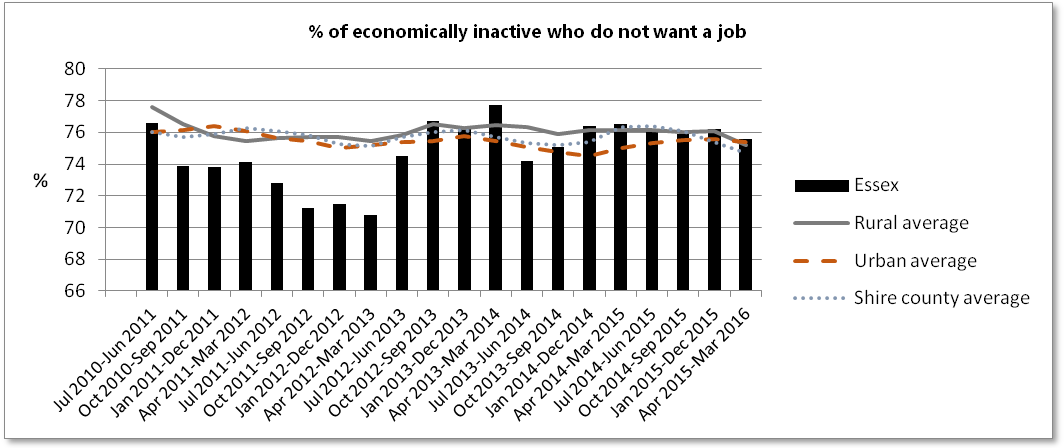 % of economically inactive who do not want a job
80
78
76
74
72
70
68
66
%
Jul 2010-Jun 2011
Oct 2010-Sep 2011
Jan 2011-Dec 2011
Apr 2011-Mar 2012
Jul 2011-Jun 2012
Oct 2011-Sep 2012
Jan 2012-Dec 2012
Apr 2012-Mar 2013
Jul 2012-Jun 2013
Oct 2012-Sep 2013
Jan 2013-Dec 2013
Apr 2013-Mar 2014
Jul 2013-Jun 2014
Oct 2013-Sep 2014
Jan 2014-Dec 2014
Apr 2014-Mar 2015
Jul 2014-Jun 2015
Oct 2014-Sep 2015
Jan 2015-Dec 2015
Apr 2015-Mar 2016
Essex
Rural average
Urban average
Shire county average